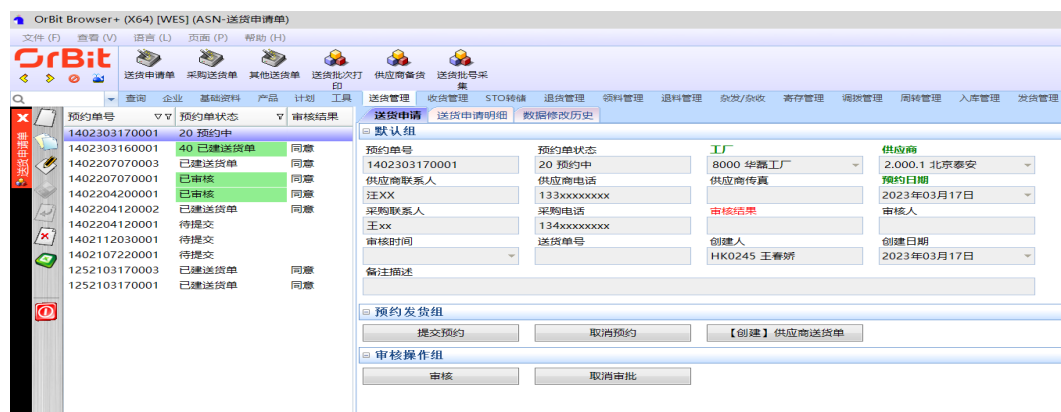 OrBit Browser+ (X64) [WES] (ASN-送货申请单)
文件 (F) 查看 (V) 语言 (L) 页面 (P) 帮助 (H)
OrBit
送货申请单 采购送货单 其他送货单 送货批次打印 供应商备货 送货批号采集
查询 企业 基础资料 产品 计划 工具 送货管理 收货管理 STO转储 退货管理 领料管理 退料管理 杂发/杂收 寄存管理 调拨管理 周转管理 入库管理 发货管理
送货申请单
预约单号 预约单状态 审核结果
1402303170001 20 预约中
1402303160001 40 已建送货单 同意
1402207070003 已建送货单 同意
1402207070001 已审核 同意
1402204200001 已审核 同意
1402204120002 已建送货单 同意
1402204120001 待提交
1402112030001 待提交
1402107220001 待提交
1252103170003 已建送货单 同意
1252103170001 已建送货单 同意
送货申请 送货申请明细 数据修改历史
默认组
预约单号 预约单状态 工厂 供应商
1402303170001 20 预约中 8000 华磊工厂 2.000.1 北京泰安
供应商联系人 供应商电话 供应商传真 预约日期
汪XX 133xxxxxxxx 2023年03月17日
采购联系人 采购电话 审核结果 审核人
王xx 134xxxxxxxx
审核时间 送货单号 创建人 创建日期
HK0245 王春娇 2023年03月17日
备注描述
预约发货组
提交预约 取消预约 【创建】供应商送货单
审核操作组
审核 取消审批